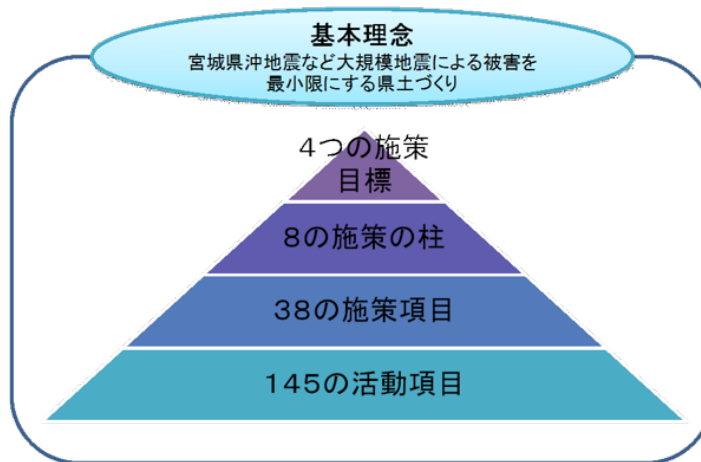 基本理念
宮城県沖地震など大規模地震による被害を
最小限にする県土づくり
４つの施策
目標
８の施策の柱
３８の施策項目
１４５の活動項目